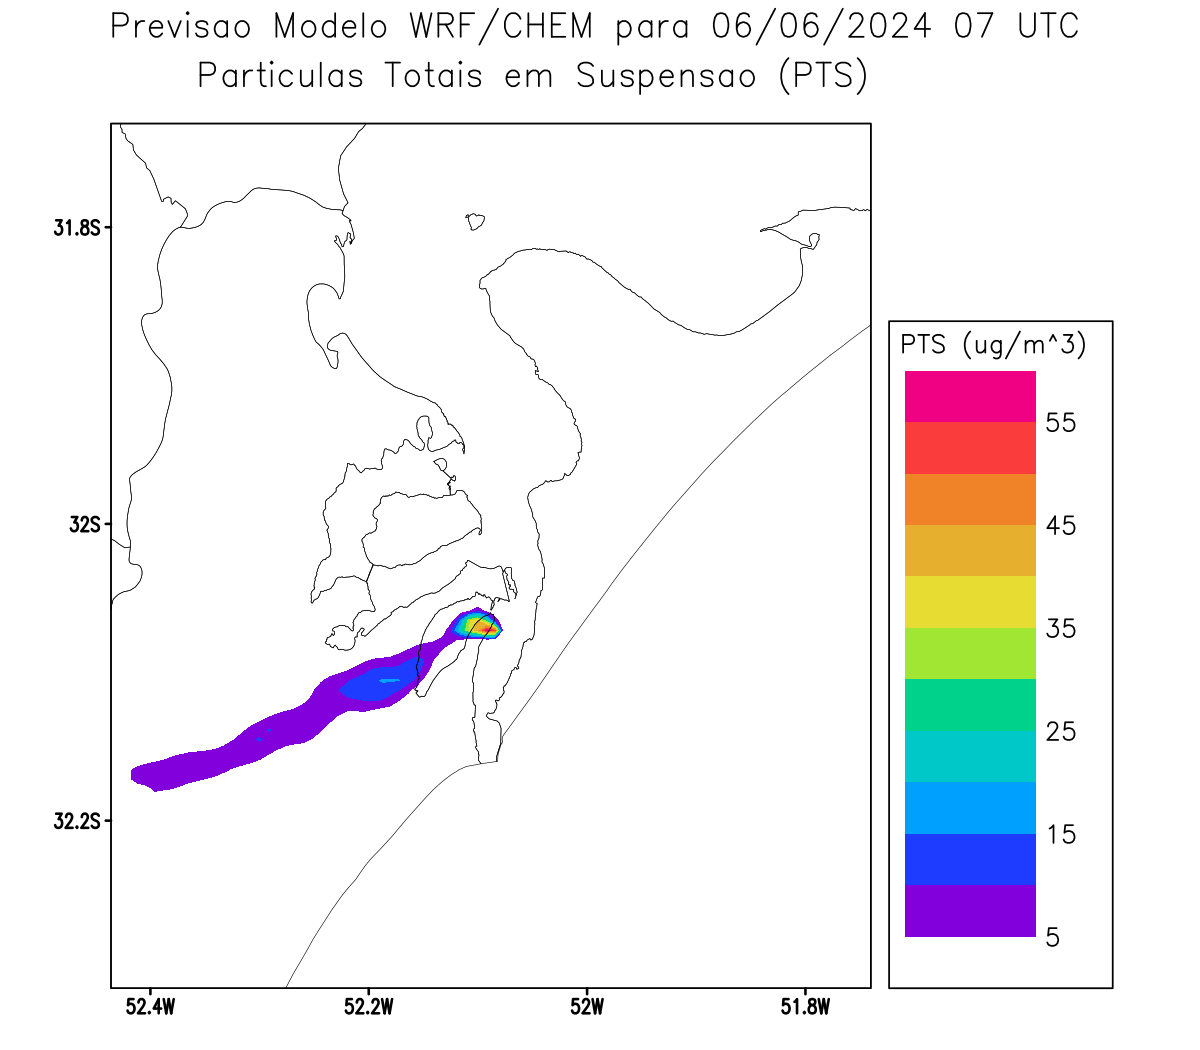 Previsao Modelo WRF/CHEM para 06/06/2024 07 UTC
Particulas Totais em Suspensao (PTS)
31.8S
32S
32.2S
52.4W
52.2W
52W
51.8W
PTS (ug/m^3)
55
45
35
25
15
5